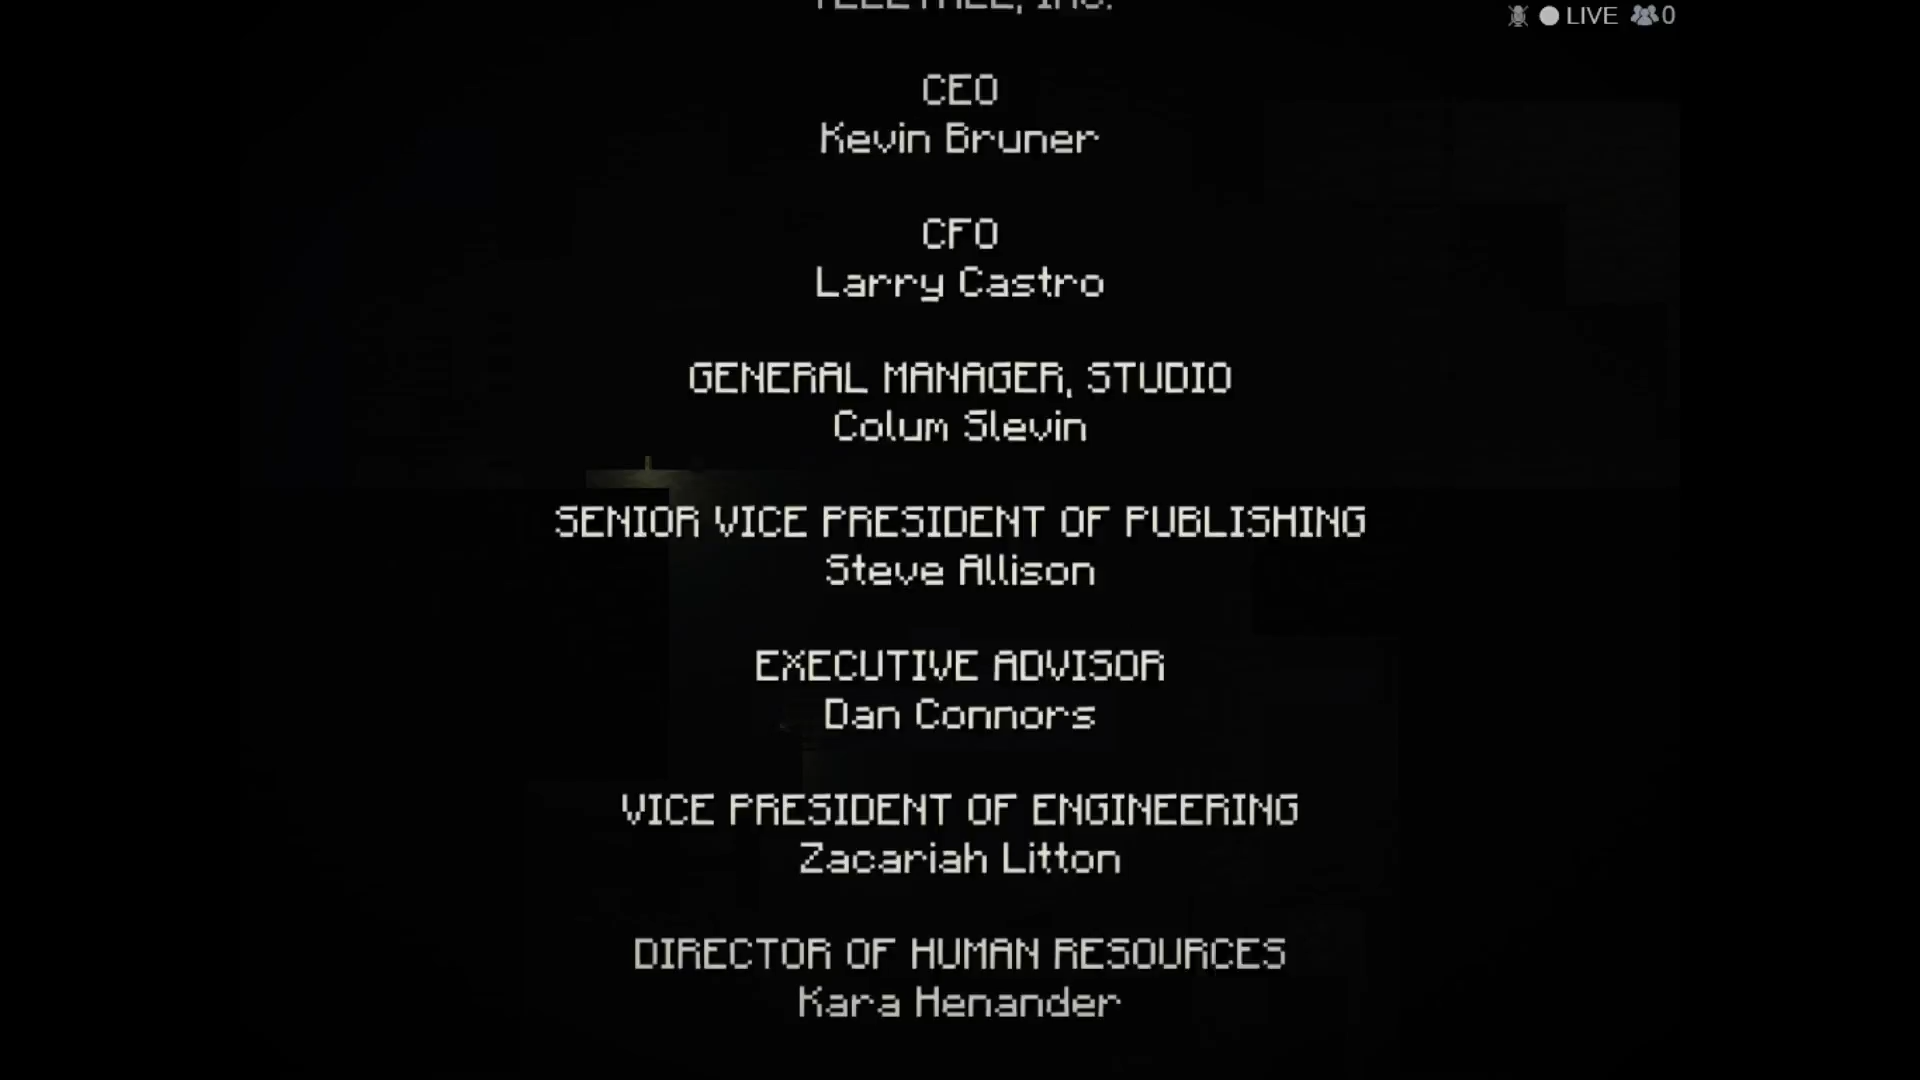 LIVE 0
CEO
Kevin Bruner
CFO
Larry Castro
GENERAL MANAGER, STUDIO
Colum Slevin
SENIOR VICE PRESIDENT OF PUBLISHING
Steve Allison
EXECUTIVE ADVISOR
Dan Connors
VICE PRESIDENT OF ENGINEERING
Zacariah Litton
DIRECTOR OF HUMAN RESOURCES
Kara Henander